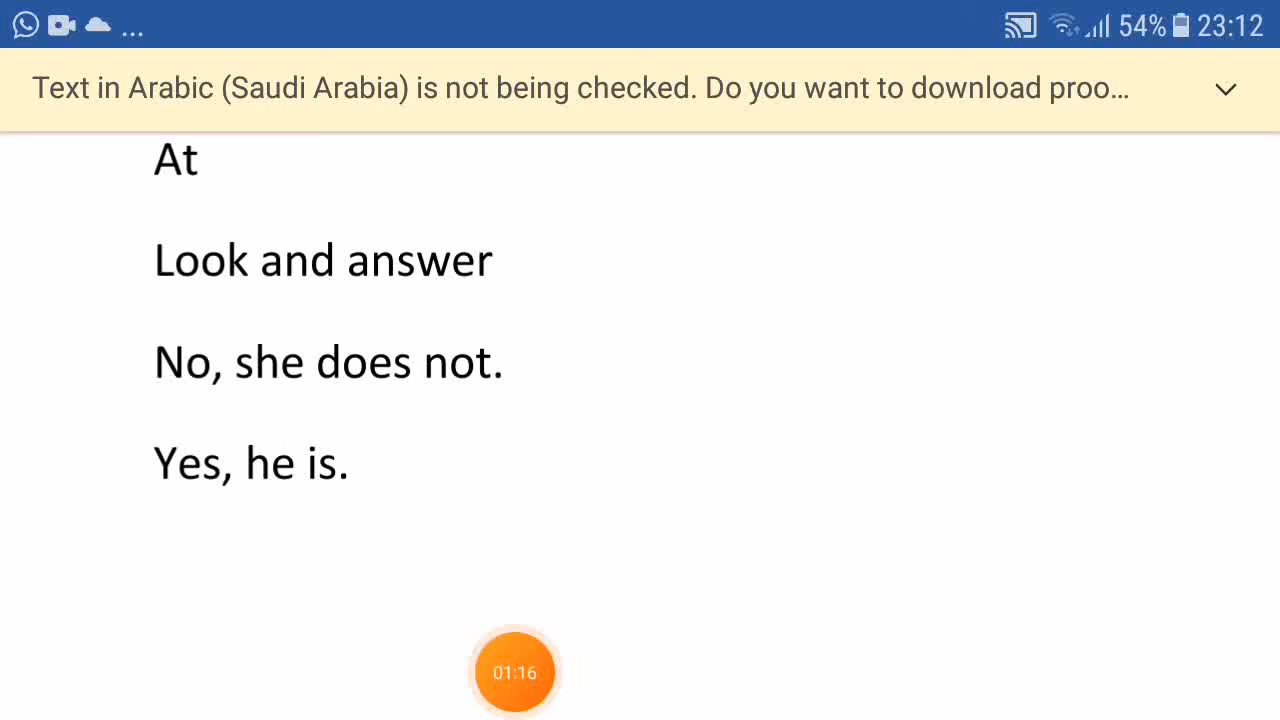 ... 54% 23:12
Text in Arabic (Saudi Arabia) is not being checked. Do you want to download proo...
At
Look and answer
No, she does not.
Yes, he is.
01:16